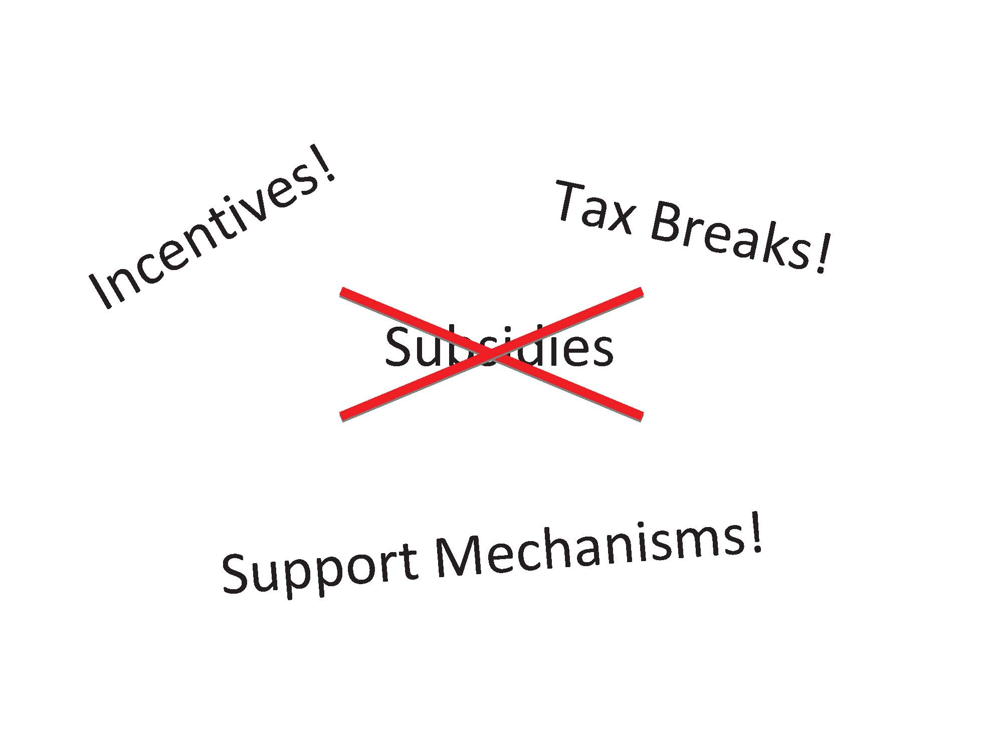 Incentives!
Tax Breaks!
Subsidies
Support Mechanisms!